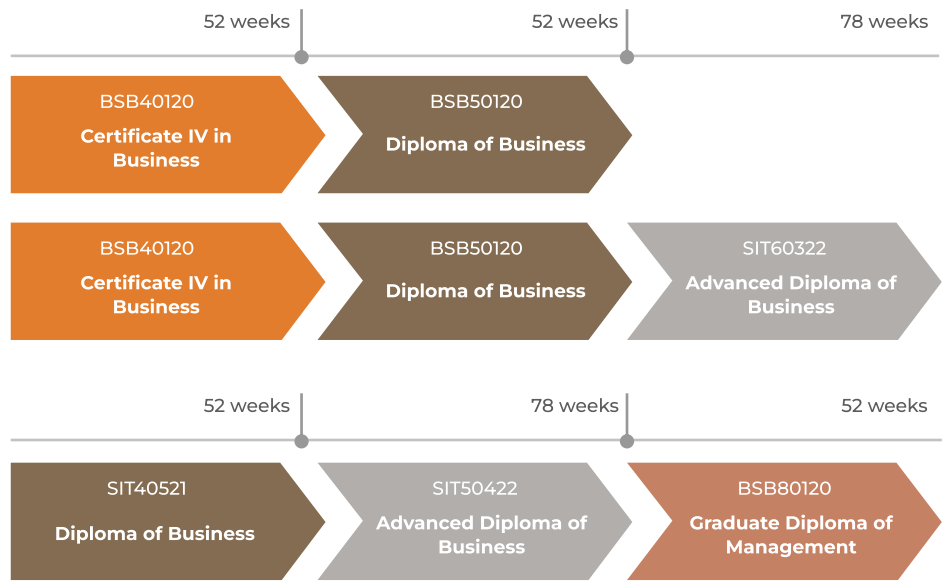 52 weeks 52 weeks 78 weeks
BSB40120 BSB50120
Certificate IV in
Business
Diploma of Business
BSB40120 BSB50120 SIT60322
Certificate IV in
Business
Diploma of Business
Advanced Diploma of
Business
52 weeks 78 weeks 52 weeks
SIT40521 SIT50422 BSB80120
Diploma of Business
Advanced Diploma of
Business
Graduate Diploma of
Management